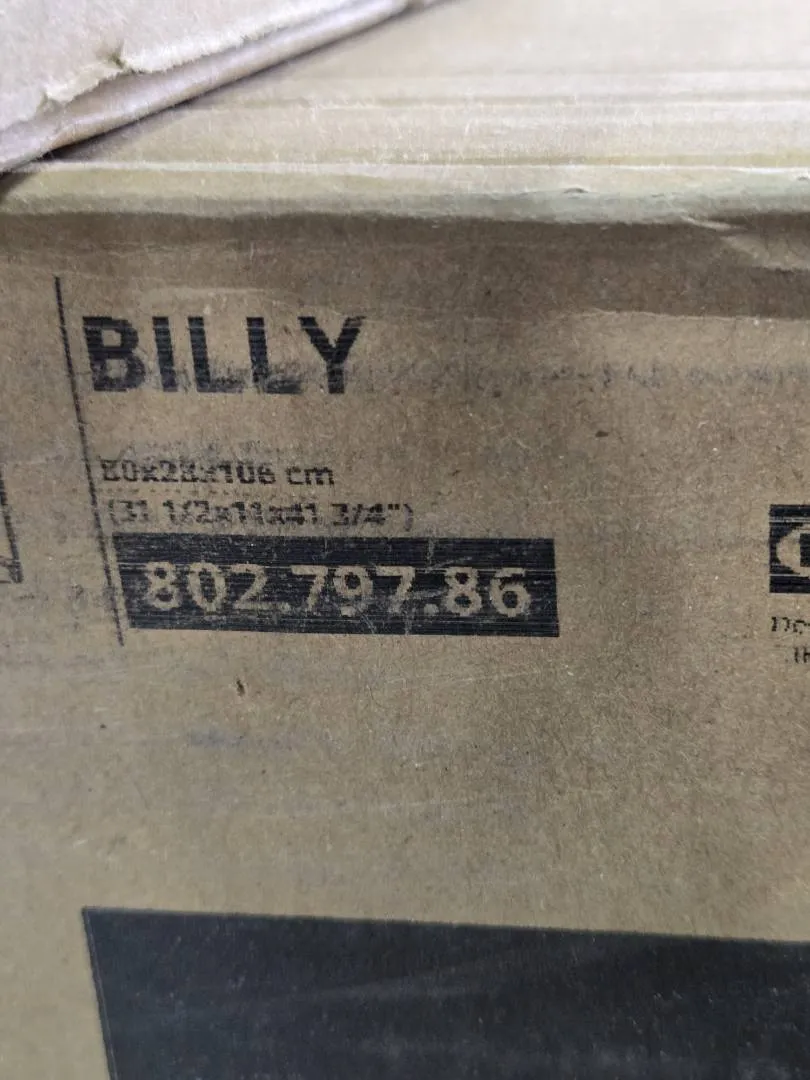 BILLY
80x28x106 cm
(31 1/2x11x41 3/4")
802.797.86